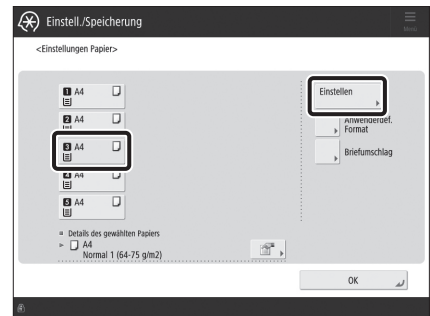 Einstell./Speicherung
Menü
<Einstellungen Papier>
1 A4
2 A4
3 A4
4 A4
5 A4
Einstellen
Anwenderdef.
Format
Briefumschlag
Details des gewählten Papiers
A4
Normal 1 (64-75 g/m2)
OK